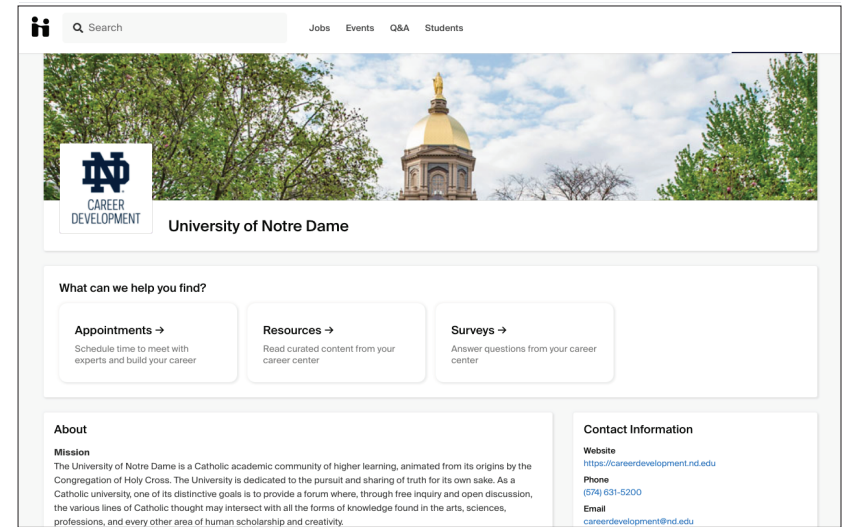 Search
Jobs Events Q&A Students
ND
CAREER
DEVELOPMENT
University of Notre Dame
What can we help you find?
Appointments →
Schedule time to meet with
experts and build your career
Resources →
Read curated content from your
career center
Surveys →
Answer questions from your career
center
About
Mission
The University of Notre Dame is a Catholic academic community of higher learning, animated from its origins by the
Congregation of Holy Cross. The University is dedicated to the pursuit and sharing of truth for its own sake. As a
Catholic university, one of its distinctive goals is to provide a forum where, through free inquiry and open discussion,
the various lines of Catholic thought may intersect with all the forms of knowledge found in the arts, sciences,
professions, and every other area of human scholarship and creativity.
Contact Information
Website
https://careerdevelopment.nd.edu
Phone
(574) 631-5200
Email
careerdevelopment@nd.edu